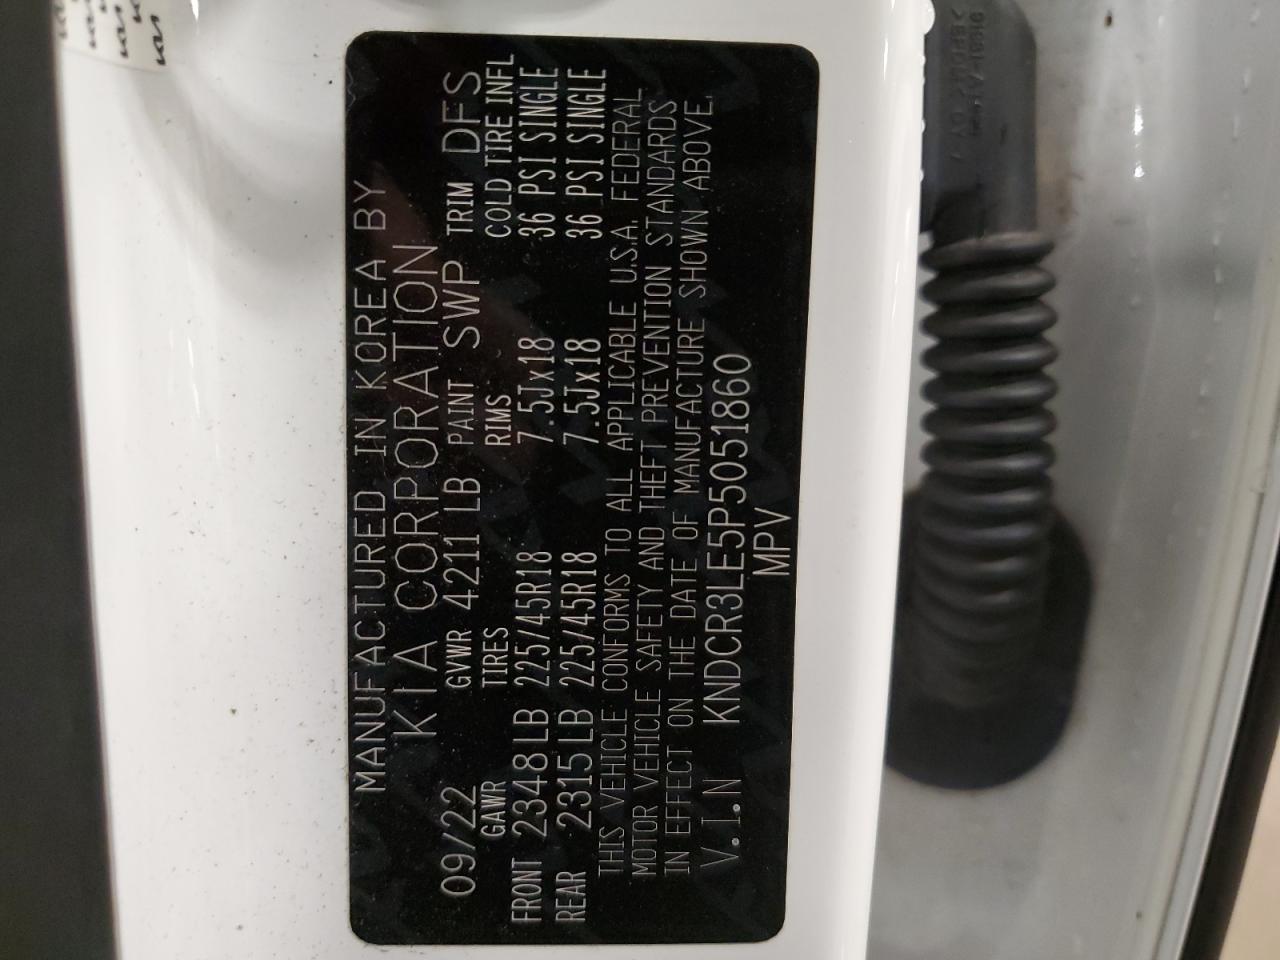 MANUFACTURED IN KOREA BY
KIA CORPORATION
09/22 GVWR 4211 LB PAINT SWP TRIM DFS
GAWR TIRES RIMS COLD TIRE INFL
FRONT 2348 LB 225/45R18 7.5Jx18 36 PSI SINGLE
REAR 2315 LB 225/45R18 7.5Jx18 36 PSI SINGLE
THIS VEHICLE CONFORMS TO ALL APPLICABLE U.S.A. FEDERAL
MOTOR VEHICLE SAFETY AND THEFT PREVENTION STANDARDS
IN EFFECT ON THE DATE OF MANUFACTURE SHOWN ABOVE.
V.I.N KNDCR3LE5P5051860
MPV